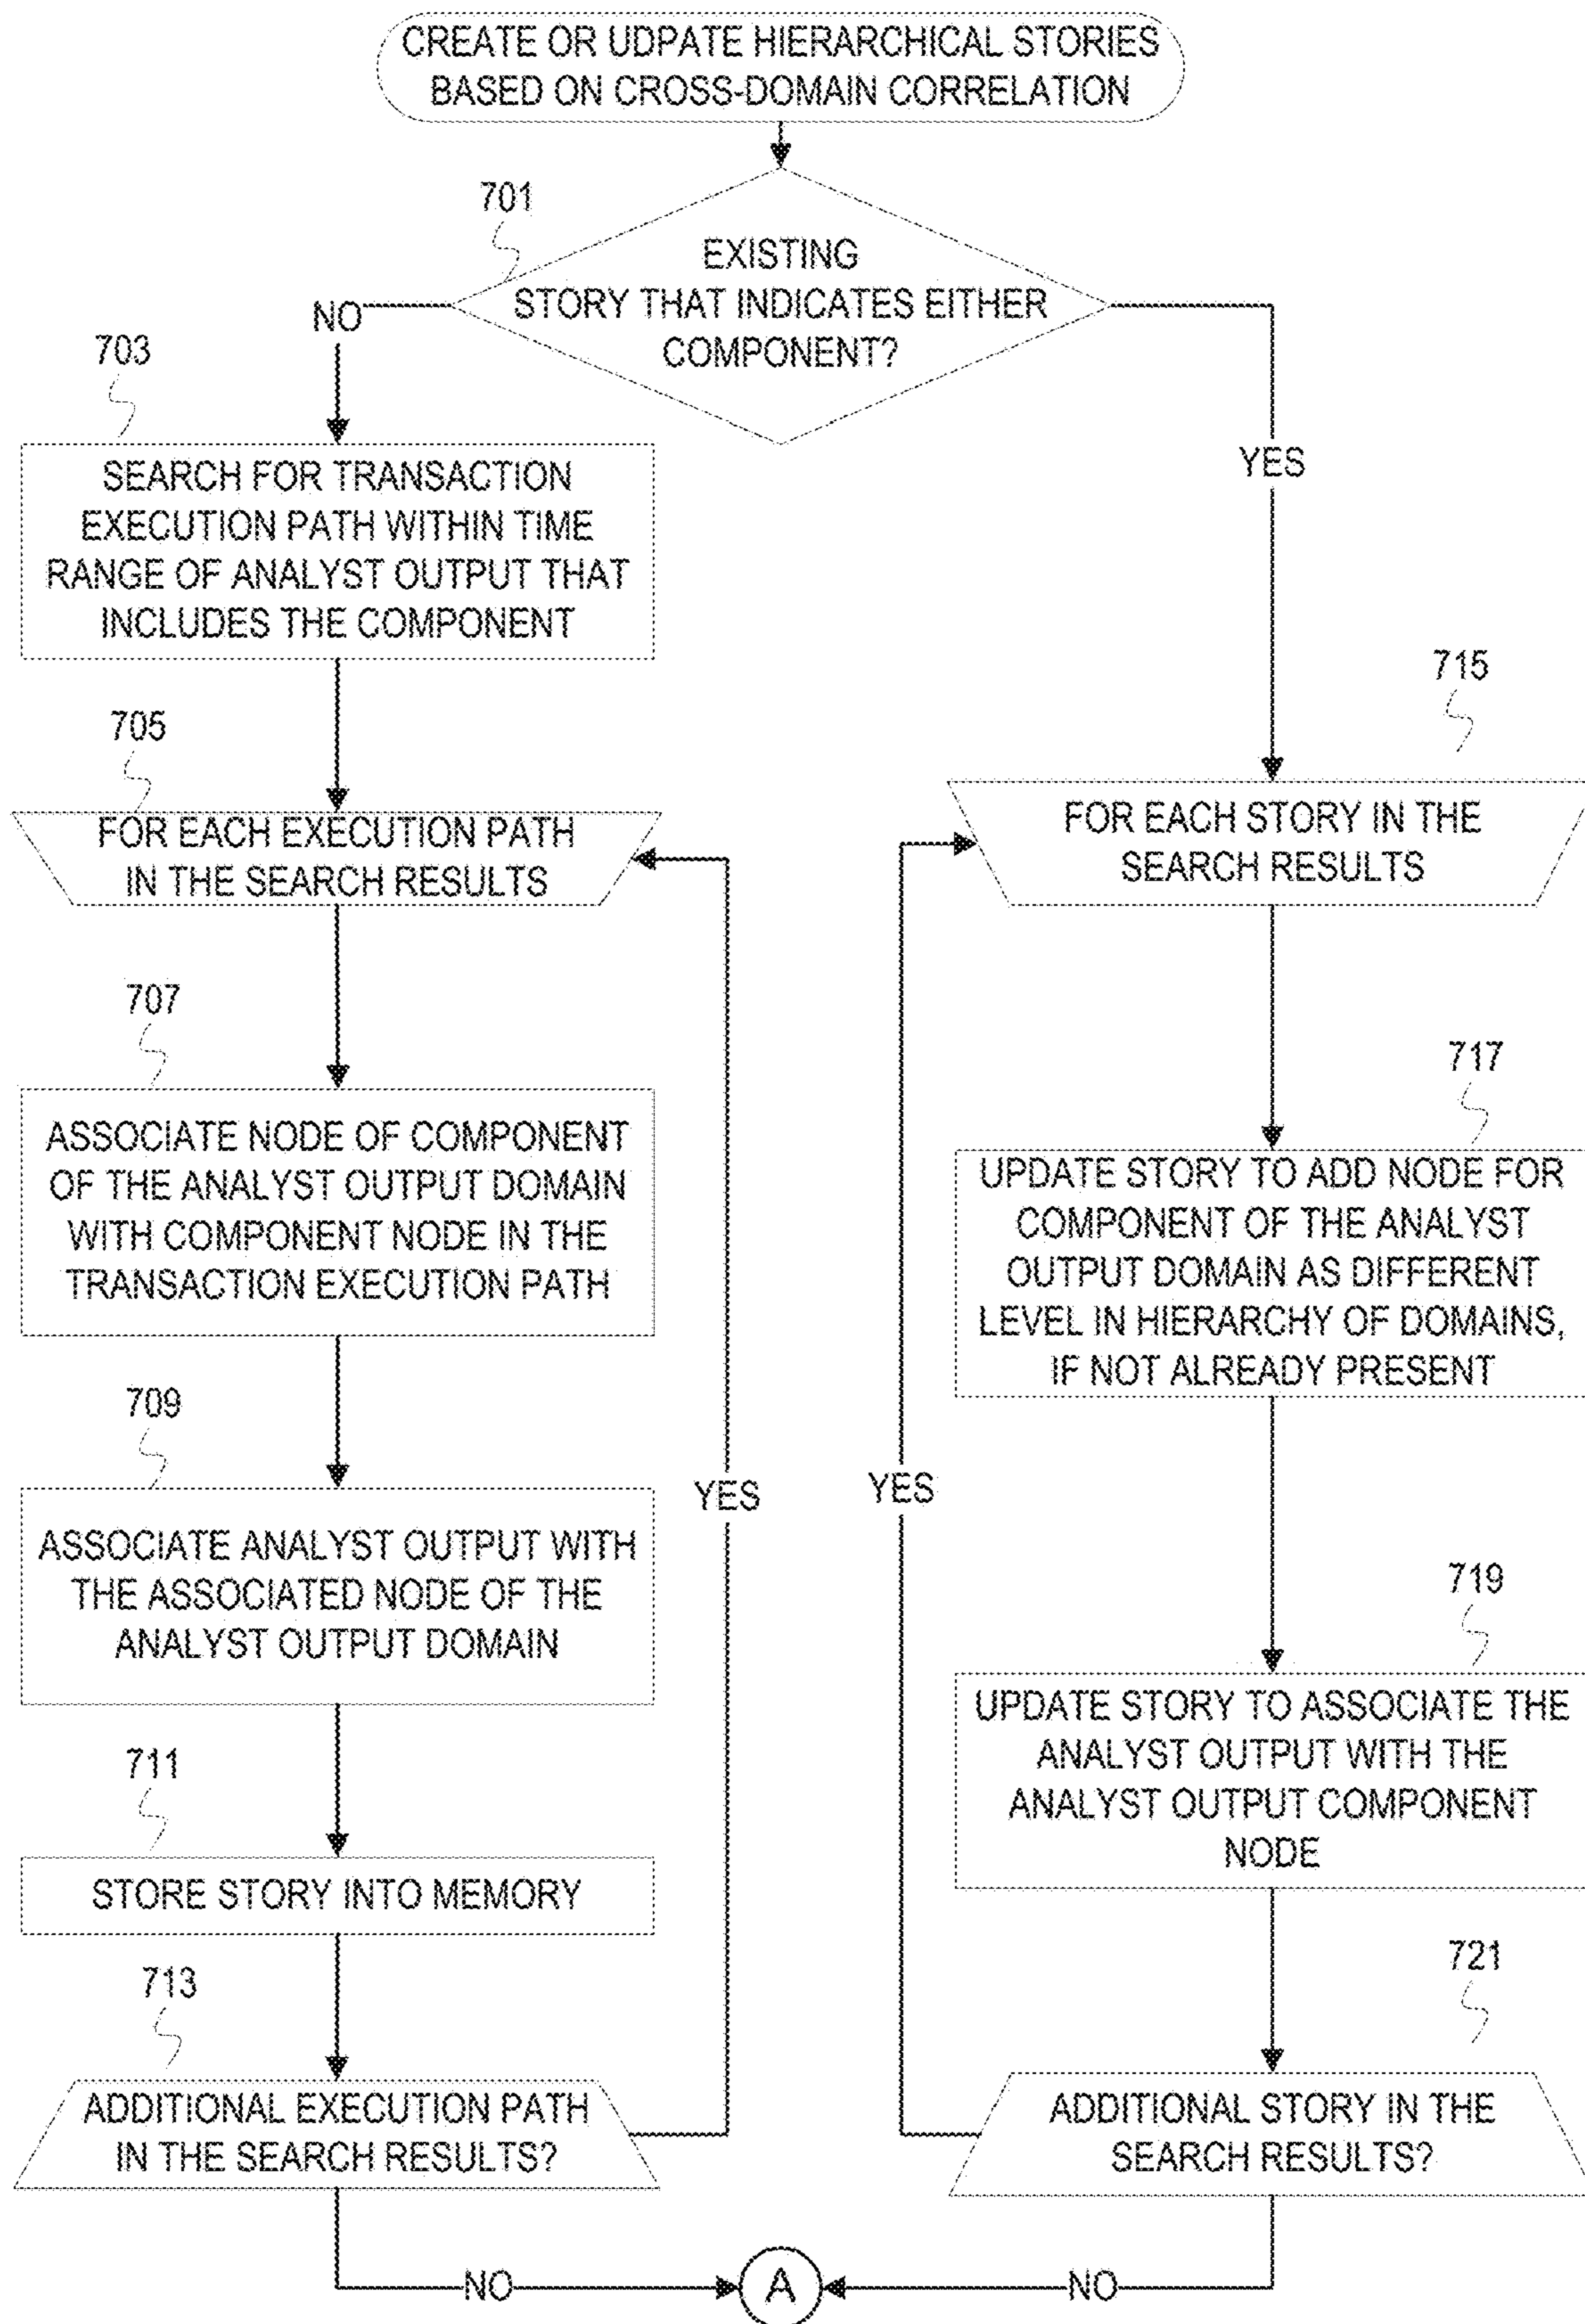 CREATE OR UDPATE HIERARCHICAL STORIES
BASED ON CROSS-DOMAIN CORRELATION
701
EXISTING
STORY THAT INDICATES EITHER
COMPONENT?
NO
YES
703
SEARCH FOR TRANSACTION
EXECUTION PATH WITHIN TIME
RANGE OF ANALYST OUTPUT THAT
INCLUDES THE COMPONENT
705
FOR EACH EXECUTION PATH
IN THE SEARCH RESULTS
707
ASSOCIATE NODE OF COMPONENT
OF THE ANALYST OUTPUT DOMAIN
WITH COMPONENT NODE IN THE
TRANSACTION EXECUTION PATH
709
ASSOCIATE ANALYST OUTPUT WITH
THE ASSOCIATED NODE OF THE
ANALYST OUTPUT DOMAIN
711
STORE STORY INTO MEMORY
713
ADDITIONAL EXECUTION PATH
IN THE SEARCH RESULTS?
YES
NO
715
FOR EACH STORY IN THE
SEARCH RESULTS
717
UPDATE STORY TO ADD NODE FOR
COMPONENT OF THE ANALYST
OUTPUT DOMAIN AS DIFFERENT
LEVEL IN HIERARCHY OF DOMAINS,
IF NOT ALREADY PRESENT
719
UPDATE STORY TO ASSOCIATE THE
ANALYST OUTPUT WITH THE
ANALYST OUTPUT COMPONENT
NODE
721
ADDITIONAL STORY IN THE
SEARCH RESULTS?
YES
NO
A